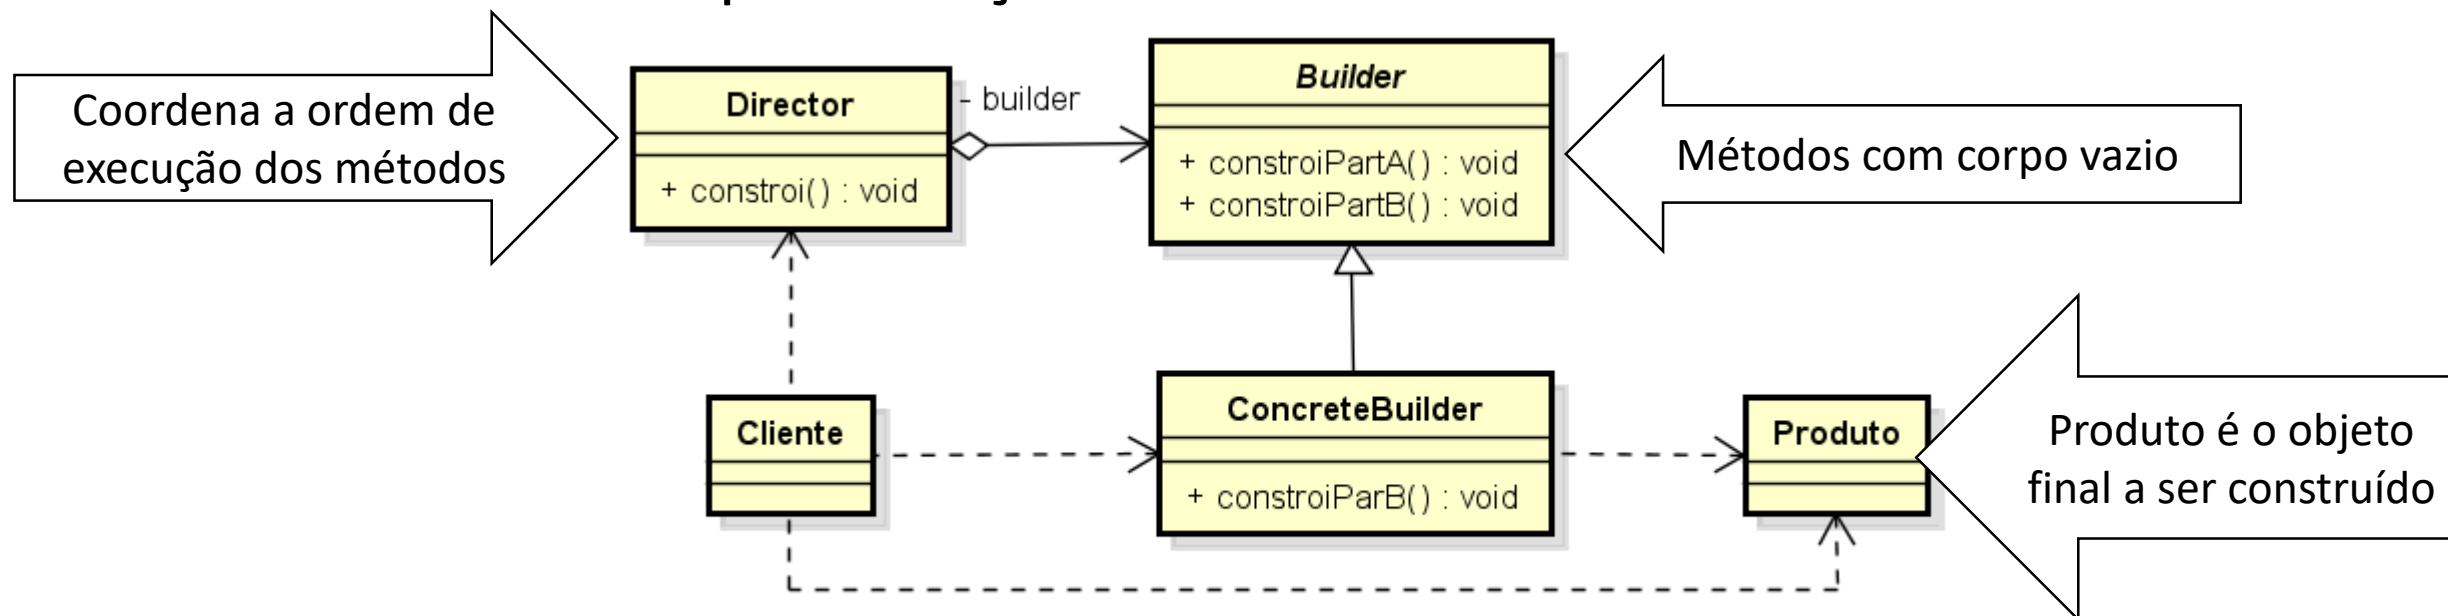 Coordena a ordem de
execução dos métodos
Director
+ constroi() : void
- builder
Builder
+ constroiPartA() : void
+ constroiPartB() : void
Métodos com corpo vazio
Cliente
ConcreteBuilder
+ constroiParB() : void
Produto
Produto é o objeto
final a ser construído